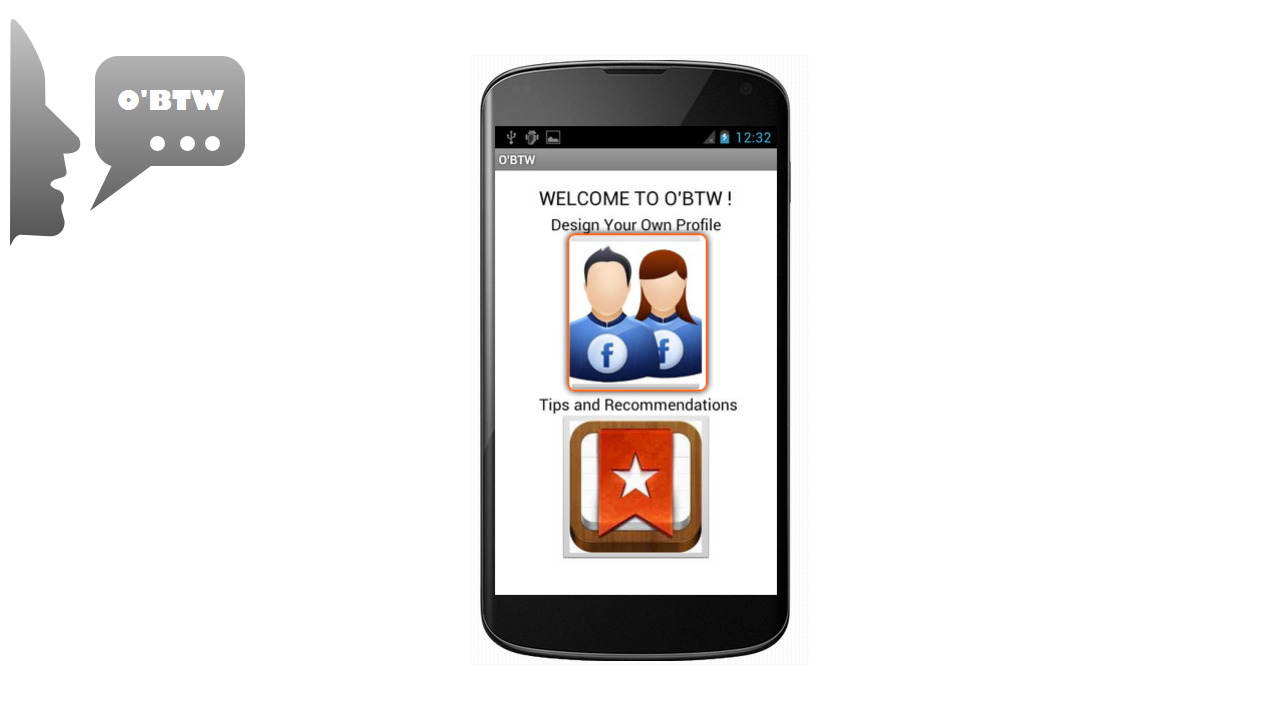 O'BTW
12:32
O'BTW
WELCOME TO O'BTW !
Design Your Own Profile
f f
Tips and Recommendations